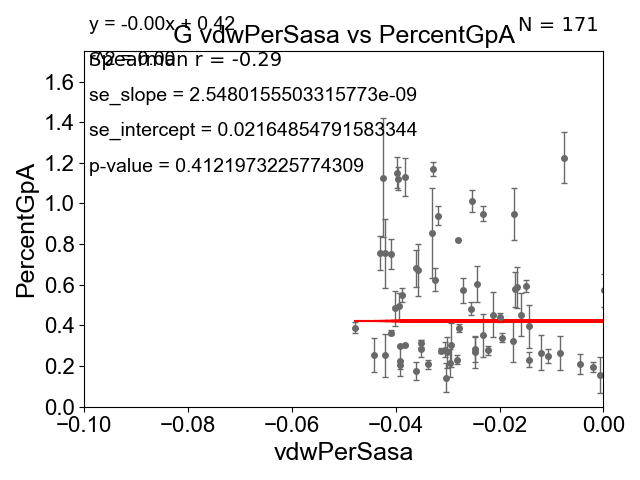 y = -0.00x + 0.42
N = 171
G vdwPerSasa vs PercentGpA
R^2 = 0.00
Spearman r = -0.29
se_slope = 2.5480155503315773e-09
se_intercept = 0.02164854791583344
p-value = 0.4121973225774309
PercentGpA
1.6
1.4
1.2
1.0
0.8
0.6
0.4
0.2
0.0
−0.10
−0.08
−0.06
−0.04
−0.02
0.00
vdwPerSasa